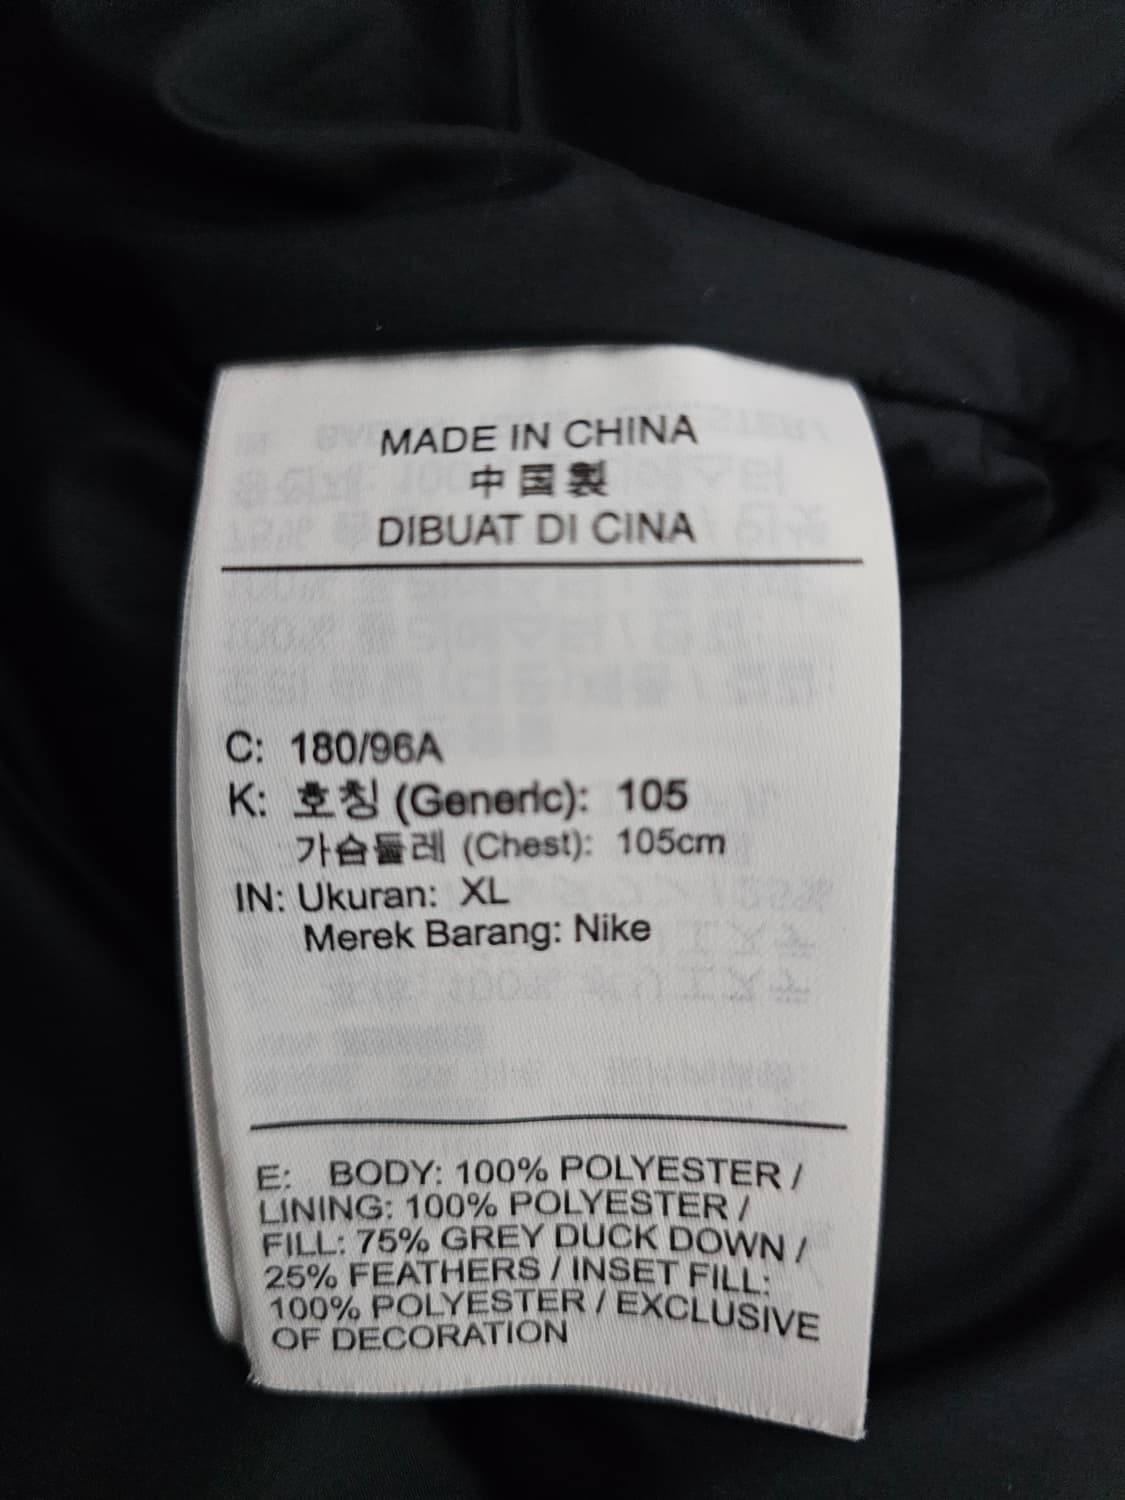 MADE IN CHINA
中国製
DIBUAT DI CINA
C: 180/96A
K: 호칭 (Generic): 105
가슴둘레 (Chest): 105cm
IN: Ukuran: XL
Merek Barang: Nike
E: BODY: 100% POLYESTER /
LINING: 100% POLYESTER /
FILL: 75% GREY DUCK DOWN /
25% FEATHERS / INSET FILL:
100% POLYESTER / EXCLUSIVE
OF DECORATION